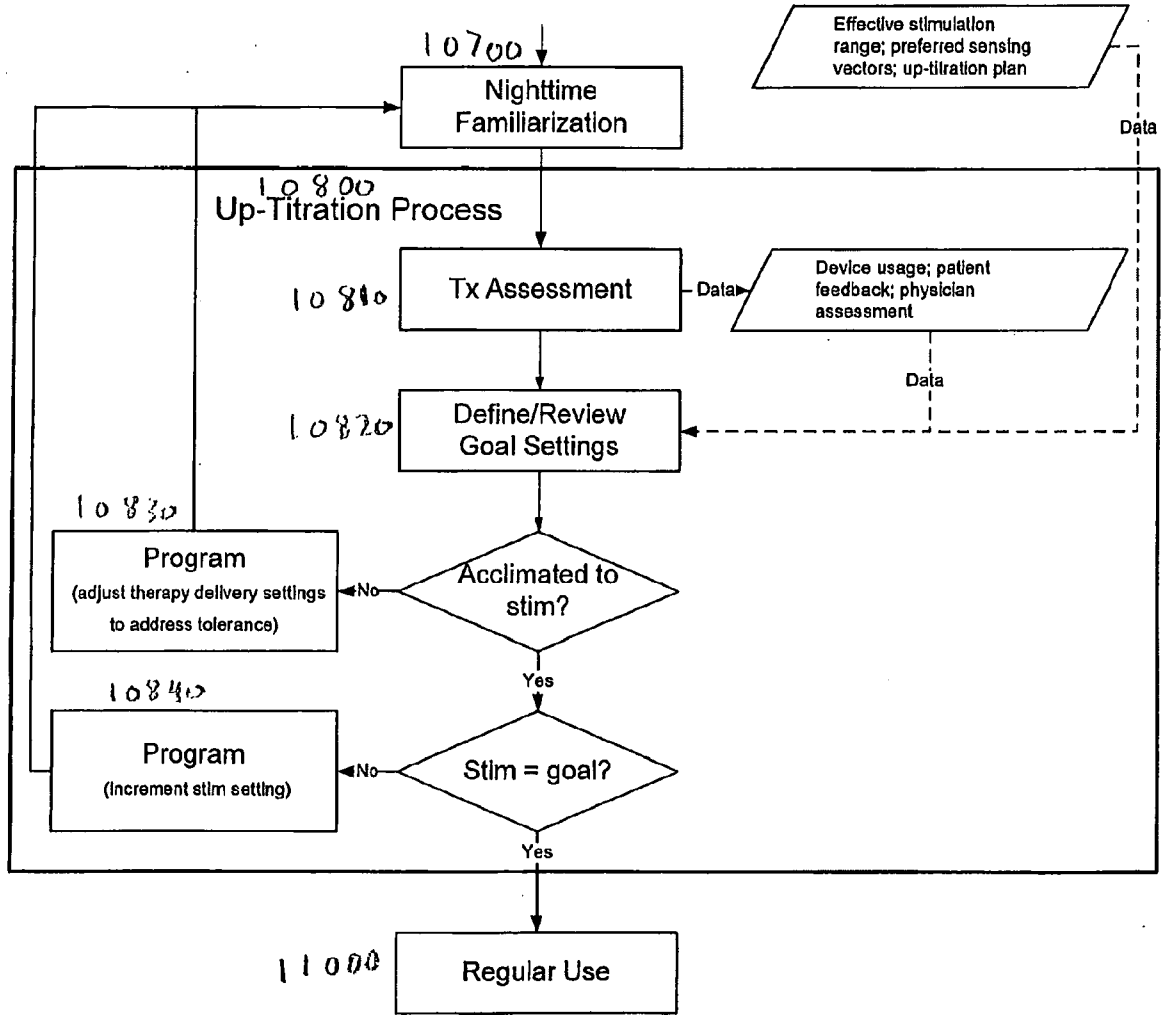 10700
Nighttime
Familiarization
Effective stimulation
range; preferred sensing
vectors; up-titration plan
Data
10800
Up-Titration Process
10810
Tx Assessment
Data
Device usage; patient
feedback; physician
assessment
Data
10820
Define/Review
Goal Settings
10830
Program
(adjust therapy delivery settings
to address tolerance)
No
Acclimated to
stim?
Yes
10840
Program
(increment stim setting)
No
Stim = goal?
Yes
11000
Regular Use